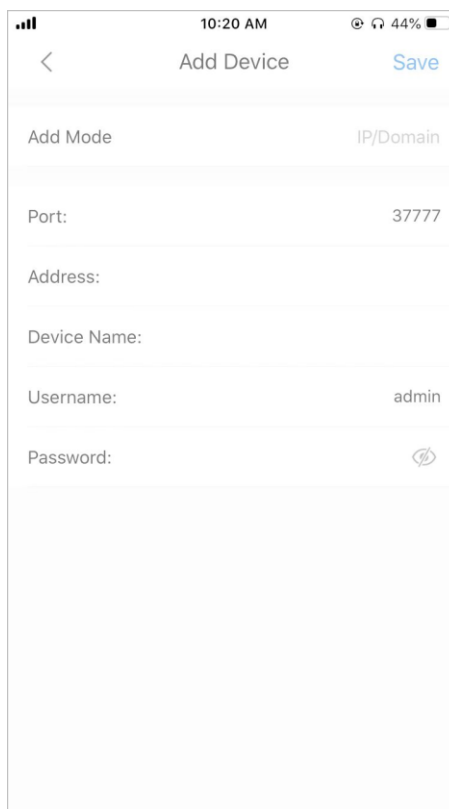 10:20 AM 44%
Add Device Save
Add Mode IP/Domain
Port: 37777
Address:
Device Name:
Username: admin
Password: